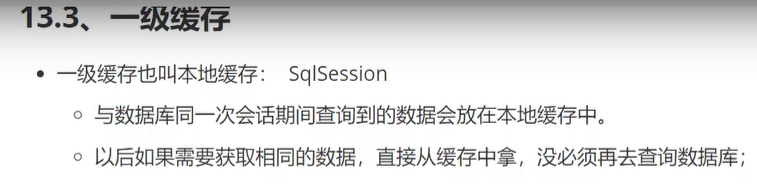 13.3、一级缓存
一级缓存也叫本地缓存： SqlSession
与数据库同一次会话期间查询到的数据会放在本地缓存中。
以后如果需要获取相同的数据，直接从缓存中拿，没必须再去查询数据库；